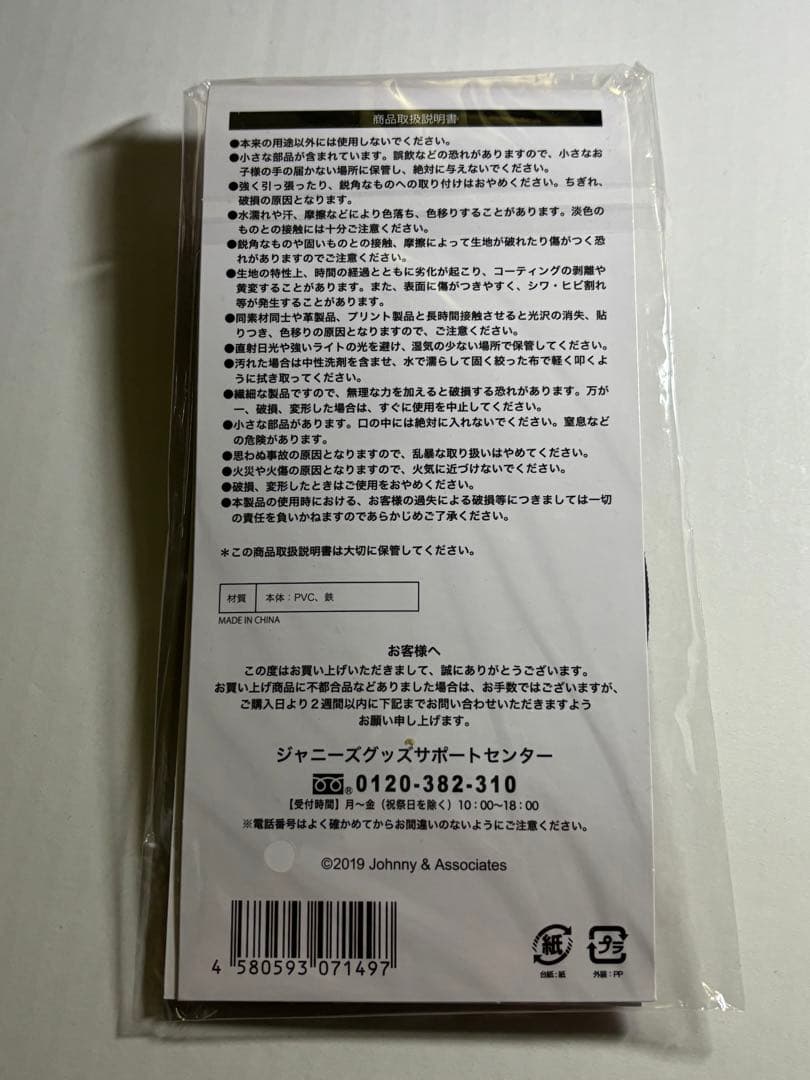 商品取扱説明書
●本来の用途以外には使用しないでください。
●小さな部品が含まれています。誤飲などの恐れがありますので、小さなお
子様の手の届かない場所に保管し、絶対に与えないでください。
●強く引っ張ったり、鋭角なものへの取り付けはおやめください。ちぎれ、
破損の原因となります。
●水濡れや汗、摩擦などにより色落ち、色移りすることがあります。淡色の
ものとの接触には十分ご注意ください。
●鋭角なものや固いものとの接触、摩擦によって生地が破れたり傷がつく恐
れがありますのでご注意ください。
●生地の特性上、時間の経過とともに劣化が起こり、コーティングの剥離や
黄変することがあります。また、表面に傷がつきやすく、シワ・ヒビ割れ
等が発生することがあります。
●同素材同士や革製品、プリント製品と長時間接触させると光沢の消失、貼
りつき、色移りの原因となりますので、ご注意ください。
●直射日光や強いライトの光を避け、湿気の少ない場所で保管してください。
●汚れた場合は中性洗剤を含ませ、水で濡らして固く絞った布で軽く叩くよ
うに拭き取ってください。
●繊細な製品ですので、無理な力を加えると破損する恐れがあります。万が
一、破損、変形した場合は、すぐに使用を中止してください。
●小さな部品があります。口の中には絶対に入れないでください。窒息など
の危険があります。
●思わぬ事故の原因となりますので、乱暴な取り扱いはやめてください。
●火災や火傷の原因となりますので、火気に近づけないでください。
●破損、変形したときはご使用をおやめください。
●本製品の使用時における、お客様の過失による破損等につきましては一切
の責任を負いかねますのであらかじめご了承ください。
＊この商品取扱説明書は大切に保管してください。
材質 本体：PVC、鉄
MADE IN CHINA
お客様へ
この度はお買い上げいただきまして、誠にありがとうございます。
お買い上げ商品に不都合品などありました場合は、お手数ではございますが、
ご購入日より２週間以内に下記までお問い合わせいただきますよう
お願い申し上げます。
ジャニーズグッズサポートセンター
®0120-382-310
【受付時間】月〜金（祝祭日を除く）10：00〜18：00
※電話番号はよく確かめてからお間違いのないようにご注意ください。
©2019 Johnny & Associates
4 580593 071497
紙 プラ
台紙：紙 外袋：PP